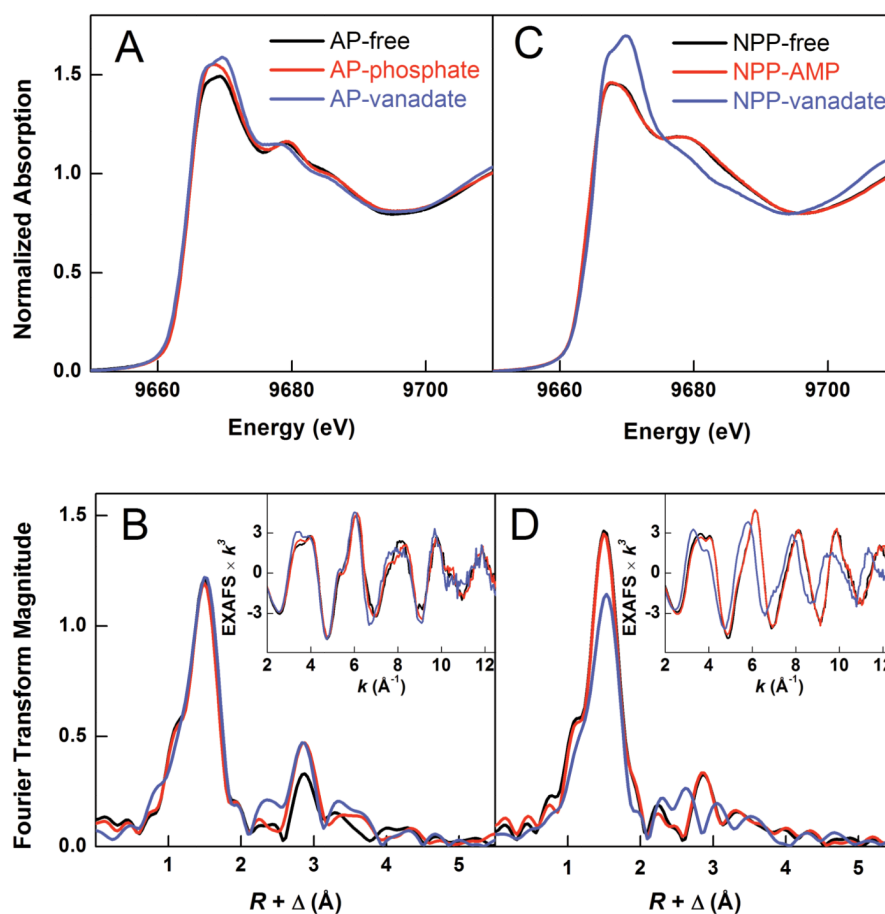 A
AP-free
AP-phosphate
AP-vanadate
C
NPP-free
NPP-AMP
NPP-vanadate
Normalized Absorption
1.5
1.0
0.5
0.0
9660 9680 9700
9660 9680 9700
Energy (eV)
Energy (eV)
B
D
Fourier Transform Magnitude
1.5
1.0
0.5
0.0
EXAFS × k³
3
0
-3
2 4 6 8 10 12
k (Å⁻¹)
EXAFS × k³
3
0
-3
2 4 6 8 10 12
k (Å⁻¹)
1 2 3 4 5
1 2 3 4 5
R + Δ (Å)
R + Δ (Å)